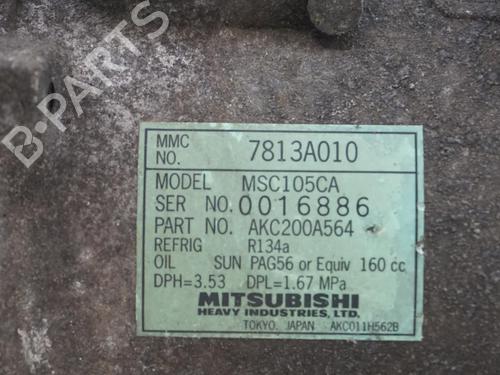 B-Parts
MMC NO. 7813A010
MODEL MSC105CA
SER NO. 0016886
PART NO. AKC200A564
REFRIG R134a
OIL SUN PAG56 or Equiv 160 cc
DPH=3.53 DPL=1.67 MPa
MITSUBISHI
HEAVY INDUSTRIES, LTD.
TOKYO, JAPAN AKC011H562B